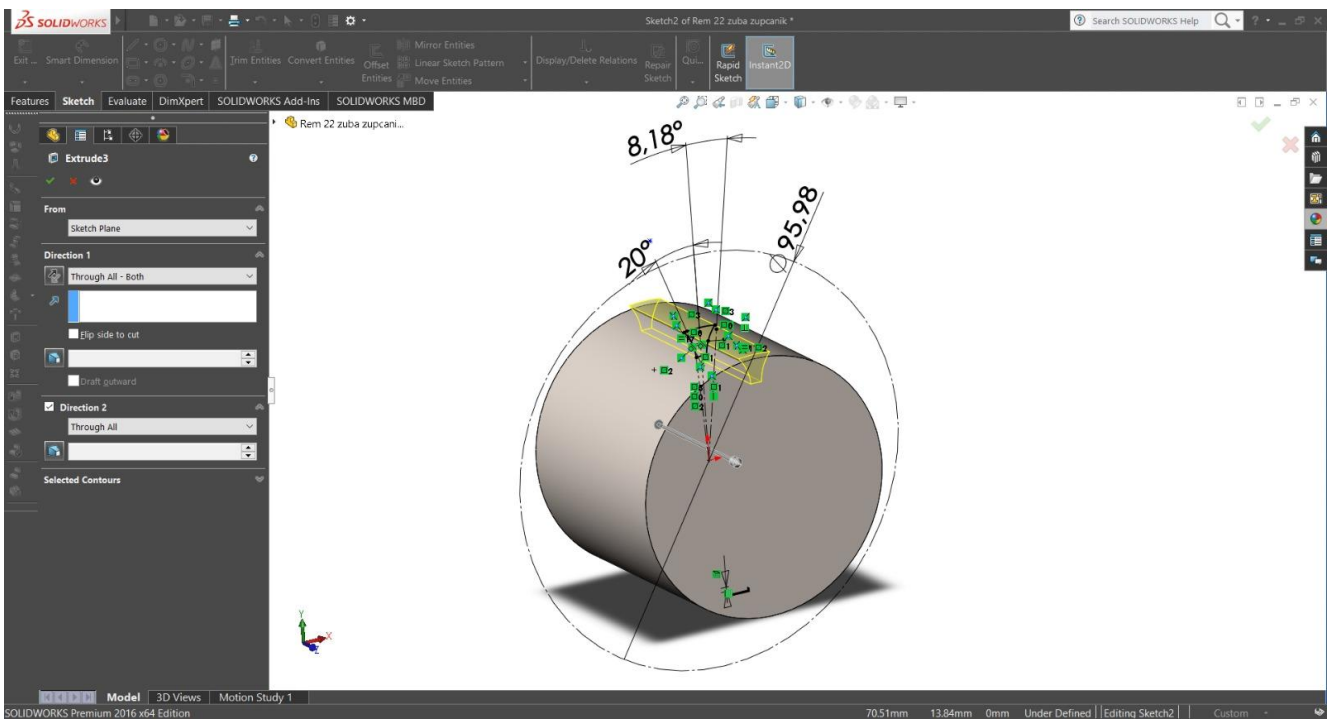 SOLIDWORKS
Sketch2 of Rem 22 zuba zupcanik *
Search SOLIDWORKS Help
Exit ...
Smart Dimension
Trim Entities
Convert Entities
Offset Entities
Mirror Entities
Linear Sketch Pattern
Move Entities
Display/Delete Relations
Repair Sketch
Qui...
Rapid Sketch
Instant2D
Features
Sketch
Evaluate
DimXpert
SOLIDWORKS Add-Ins
SOLIDWORKS MBD
Rem 22 zuba zupcani...
Extrude3
From
Sketch Plane
Direction 1
Through All - Both
Flip side to cut
Draft outward
Direction 2
Through All
Selected Contours
8,18°
20°
Ø95,98
1
Y
X
Z
Model
3D Views
Motion Study 1
SOLIDWORKS Premium 2016 x64 Edition
70.51mm
13.84mm
0mm
Under Defined
Editing Sketch2
Custom